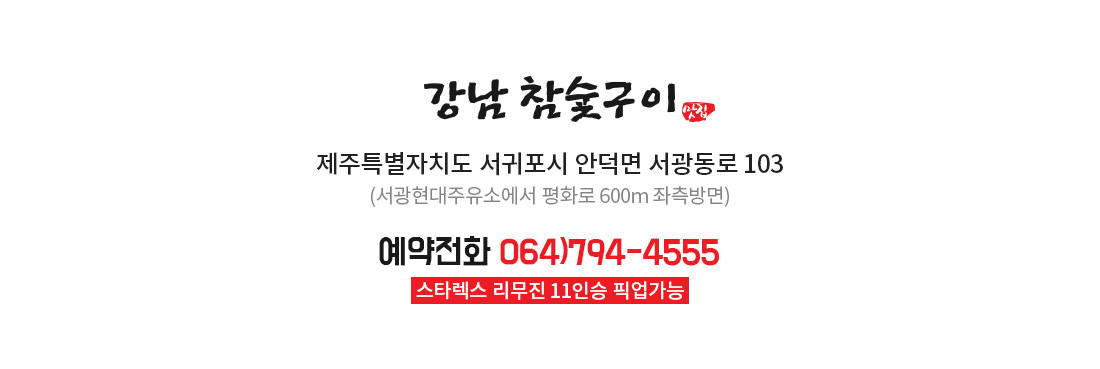 강남 참숯구이 맛집
제주특별자치도 서귀포시 안덕면 서광동로 103
(서광현대주유소에서 평화로 600m 좌측방면)
예약전화 064)794-4555
스타렉스 리무진 11인승 픽업가능